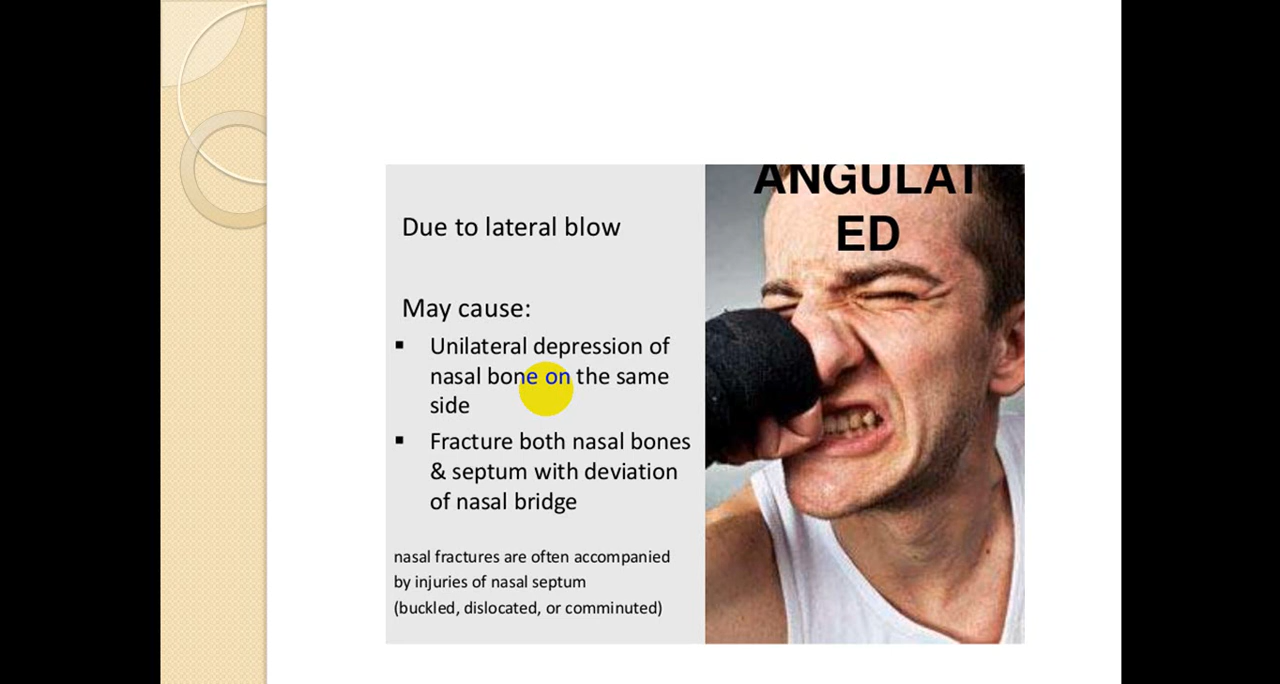 ANGULAT
ED
Due to lateral blow
May cause:
▪ Unilateral depression of
nasal bone on the same
side
▪ Fracture both nasal bones
& septum with deviation
of nasal bridge
nasal fractures are often accompanied
by injuries of nasal septum
(buckled, dislocated, or comminuted)